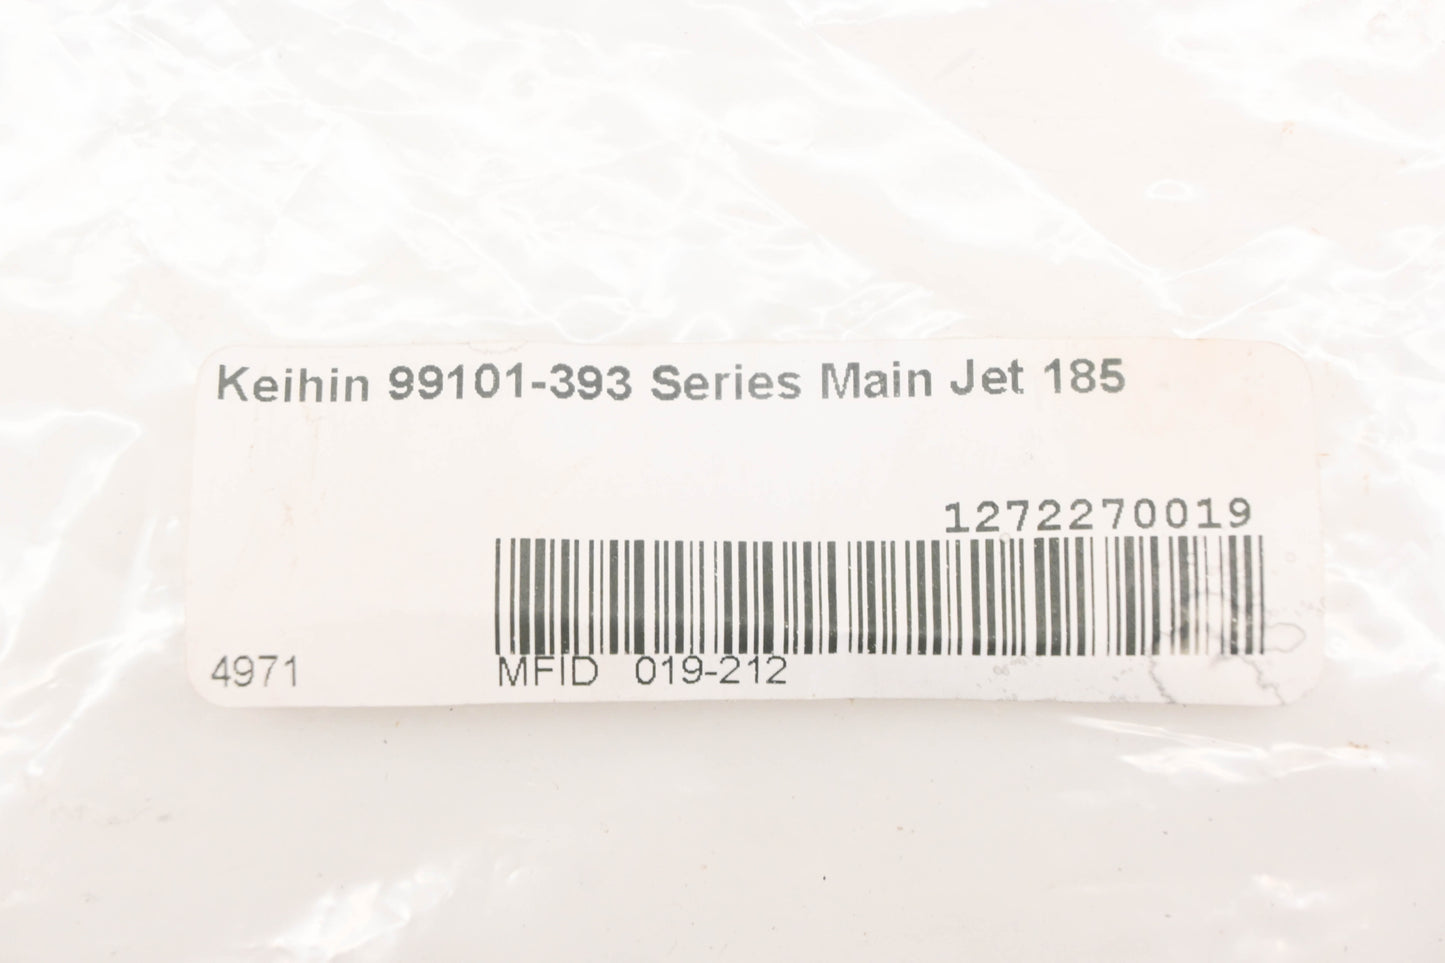 Keihin 99101-393 Series Main Jet 185
1272270019
4971 MFID 019-212